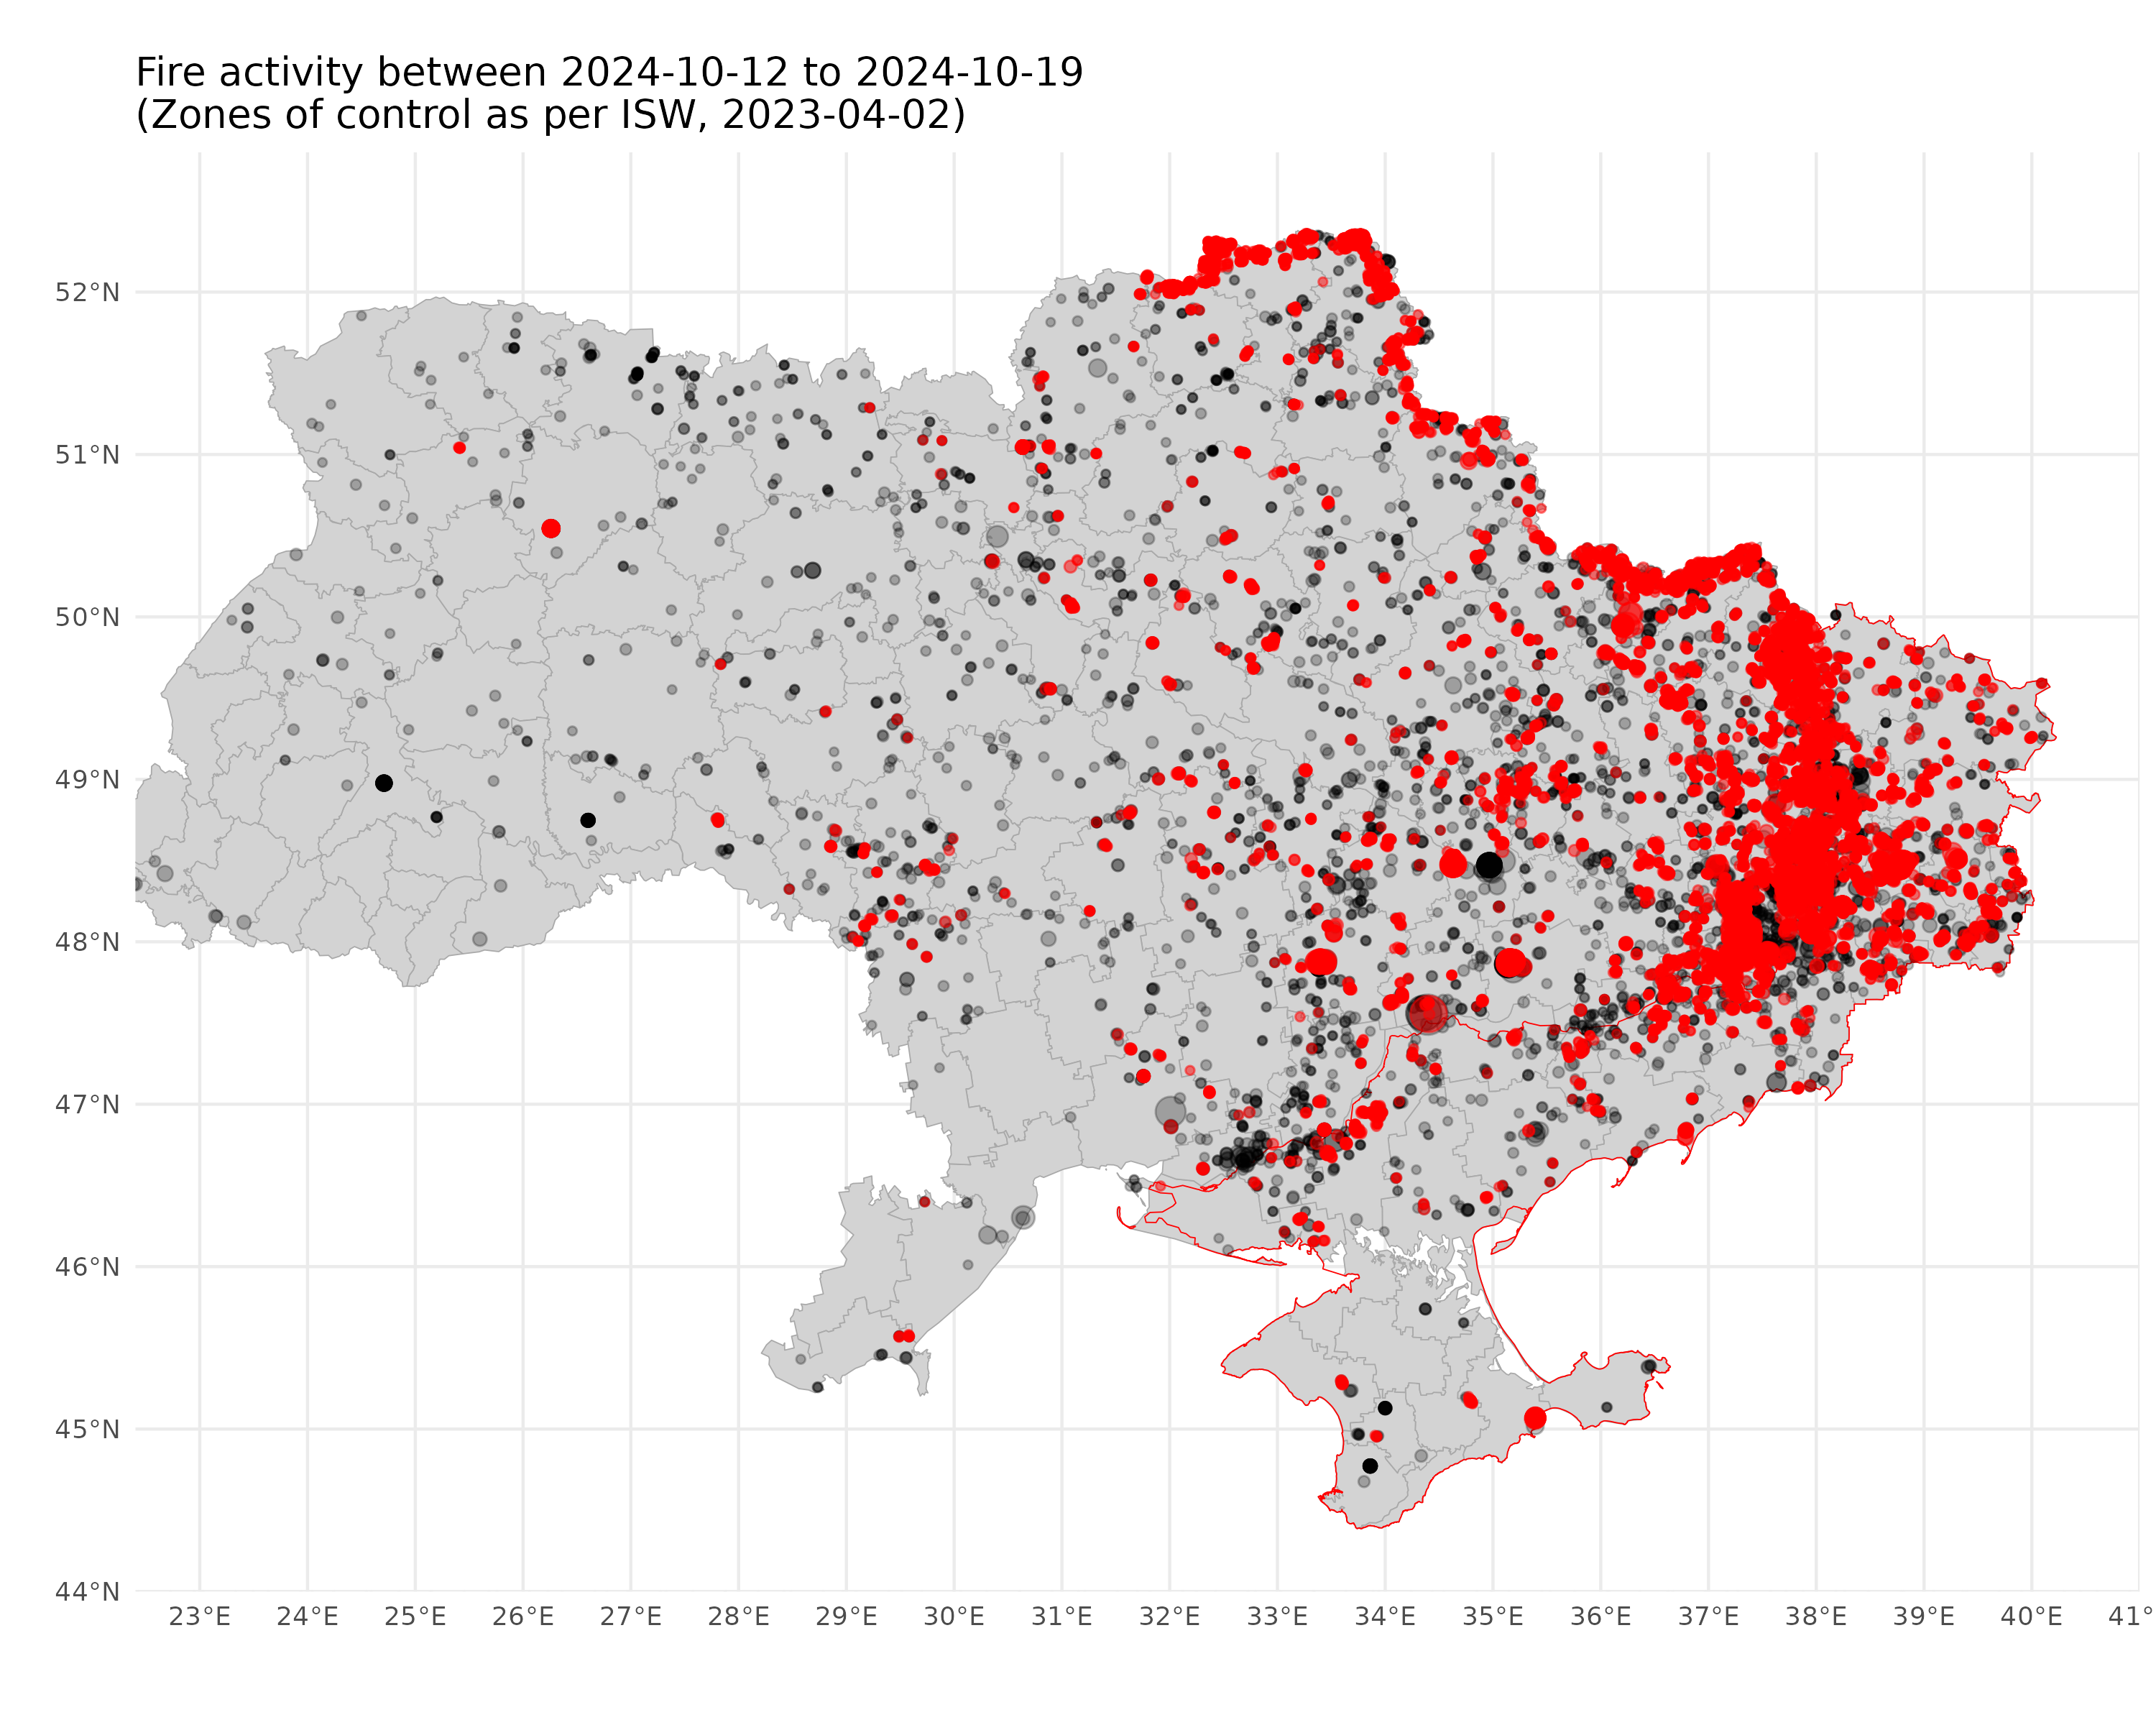 Fire activity between 2024-10-12 to 2024-10-19
(Zones of control as per ISW, 2023-04-02)
52°N
51°N
50°N
49°N
48°N
47°N
46°N
45°N
44°N
23°E 24°E 25°E 26°E 27°E 28°E 29°E 30°E 31°E 32°E 33°E 34°E 35°E 36°E 37°E 38°E 39°E 40°E 41°